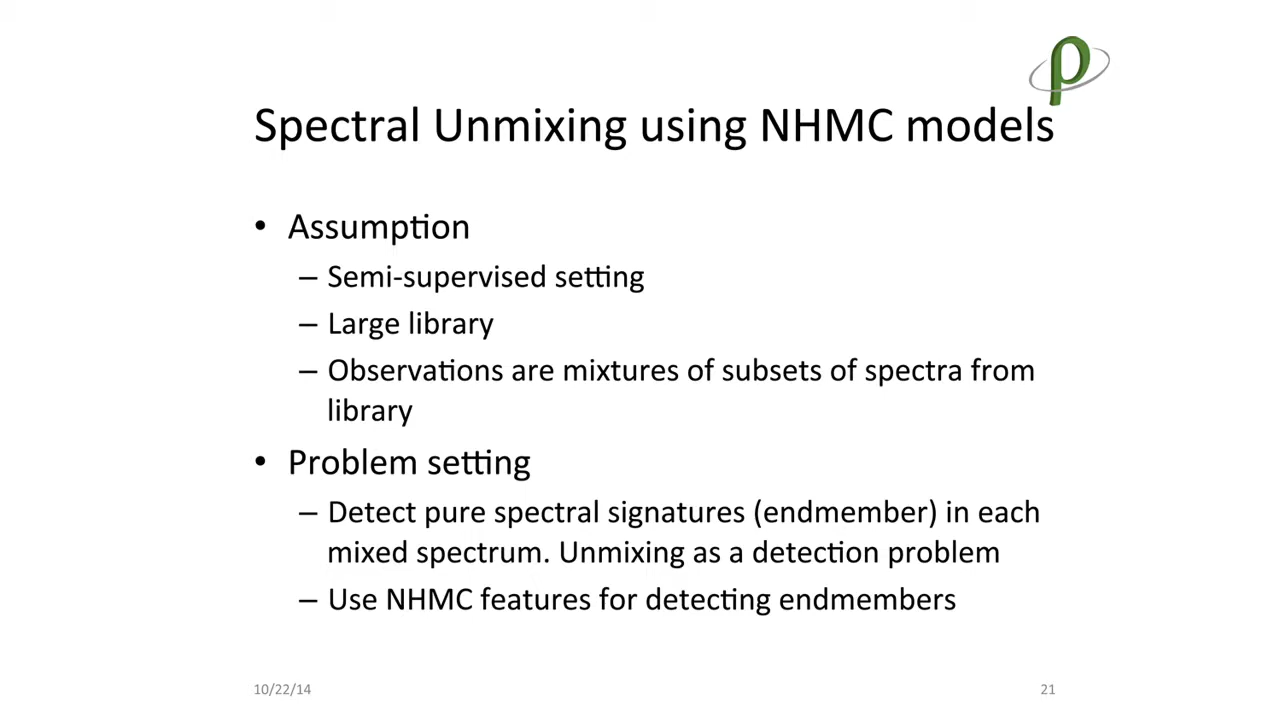 Spectral Unmixing using NHMC models
• Assumption
– Semi-supervised setting
– Large library
– Observations are mixtures of subsets of spectra from
library
• Problem setting
– Detect pure spectral signatures (endmember) in each
mixed spectrum. Unmixing as a detection problem
– Use NHMC features for detecting endmembers
10/22/14
21